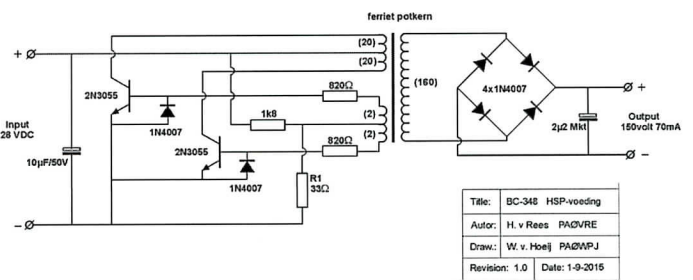 ferriet potkern
+
(20)
(20)
820Ω
2N3055
(160)
4x1N4007
+
Input
28 VDC
1N4007
1k8
(2)
(2)
2µ2 Mkt
Output
150volt 70mA
10µF/50V
2N3055
820Ω
1N4007
R1
33Ω
−
−
Title: BC-348 HSP-voeding
Autor: H. v Rees PAØVRE
Draw.: W. v. Hoeij PAØWPJ
Revision: 1.0 Date: 1-9-2015